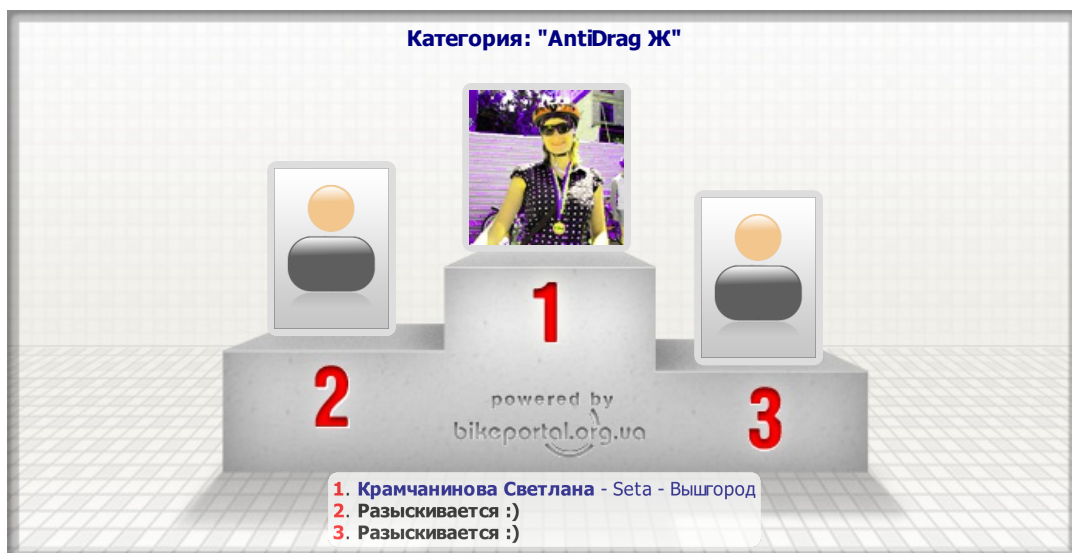 Категория: "AntiDrag Ж"
1
2
3
powered by
bikeportal.org.ua
1. Крамчанинова Светлана - Seta - Вышгород
2. Разыскивается :)
3. Разыскивается :)